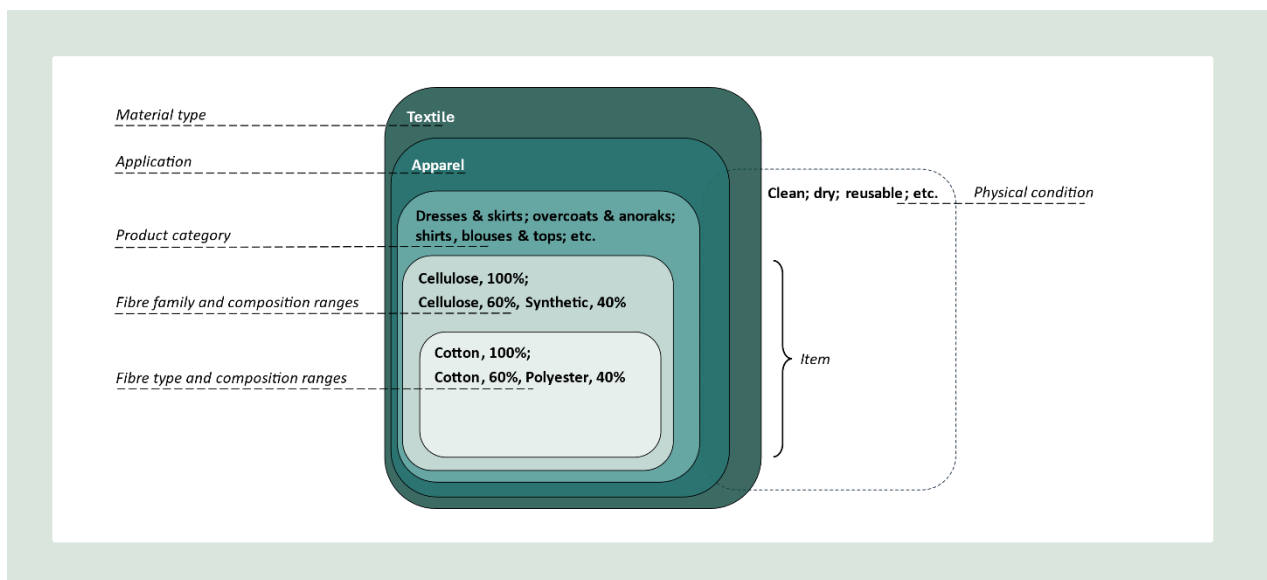 Material type
Textile
Application
Apparel
Clean; dry; reusable; etc.
Physical condition
Product category
Dresses & skirts; overcoats & anoraks;
shirts, blouses & tops; etc.
Cellulose, 100%;
Fibre family and composition ranges
Cellulose, 60%, Synthetic, 40%
Cotton, 100%;
Item
Fibre type and composition ranges
Cotton, 60%, Polyester, 40%